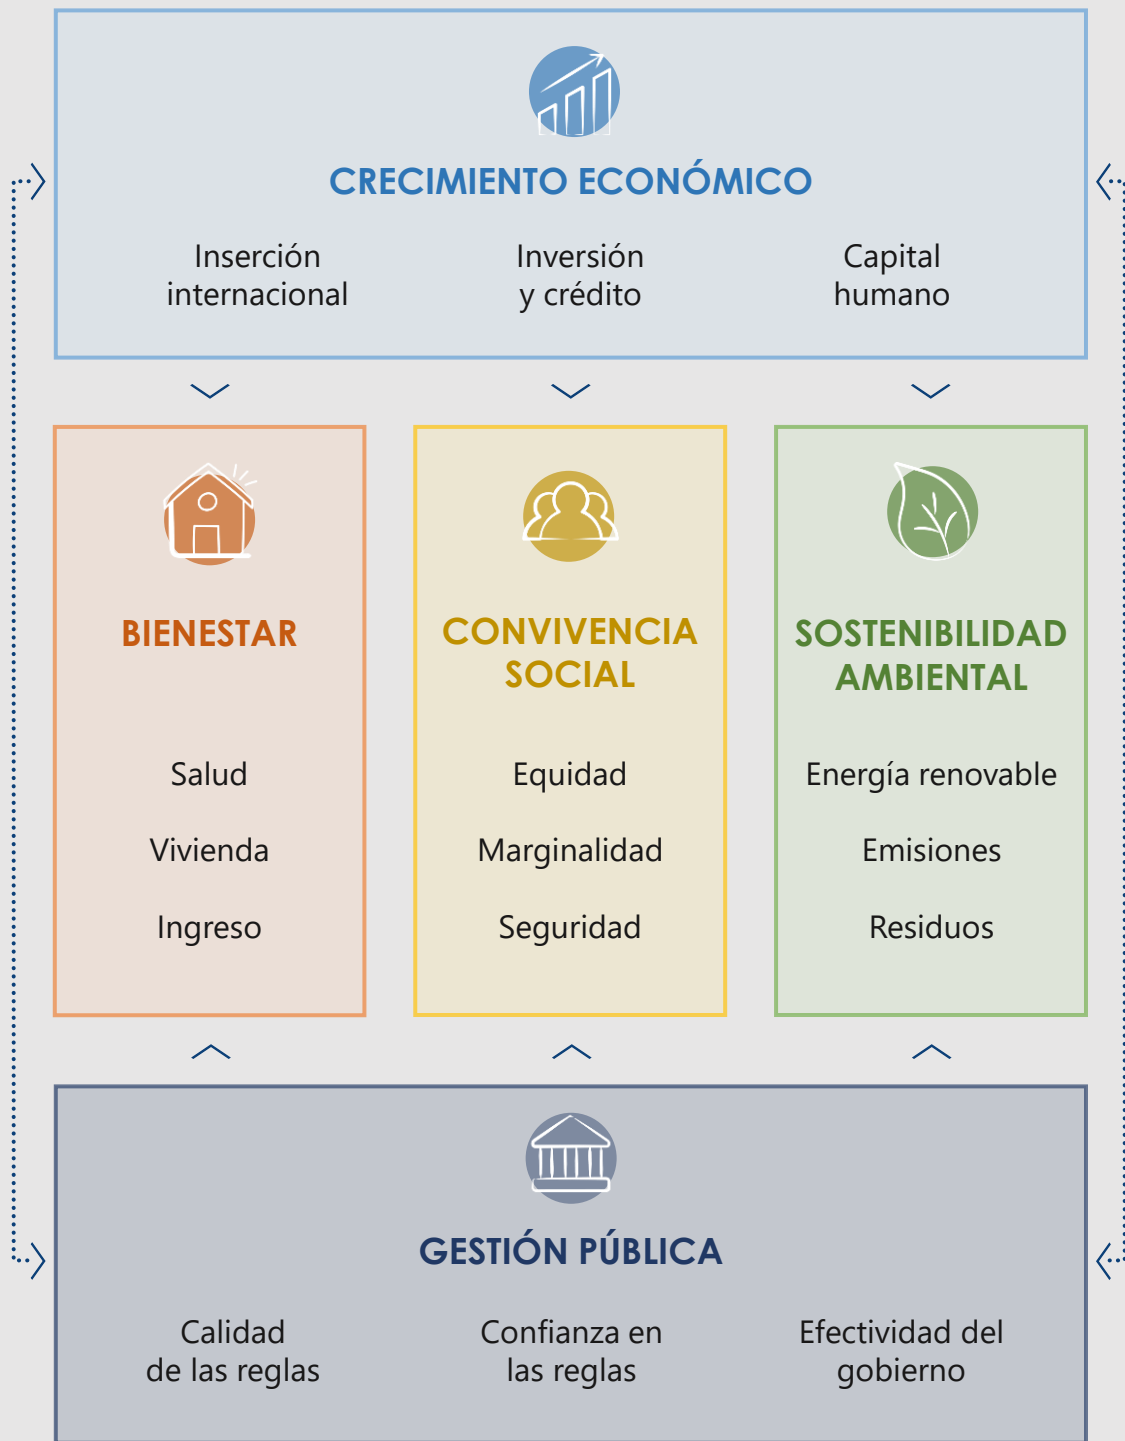 CRECIMIENTO ECONÓMICO
Inserción
internacional
Inversión
y crédito
Capital
humano
BIENESTAR
Salud
Vivienda
Ingreso
CONVIVENCIA
SOCIAL
Equidad
Marginalidad
Seguridad
SOSTENIBILIDAD
AMBIENTAL
Energía renovable
Emisiones
Residuos
GESTIÓN PÚBLICA
Calidad
de las reglas
Confianza en
las reglas
Efectividad del
gobierno